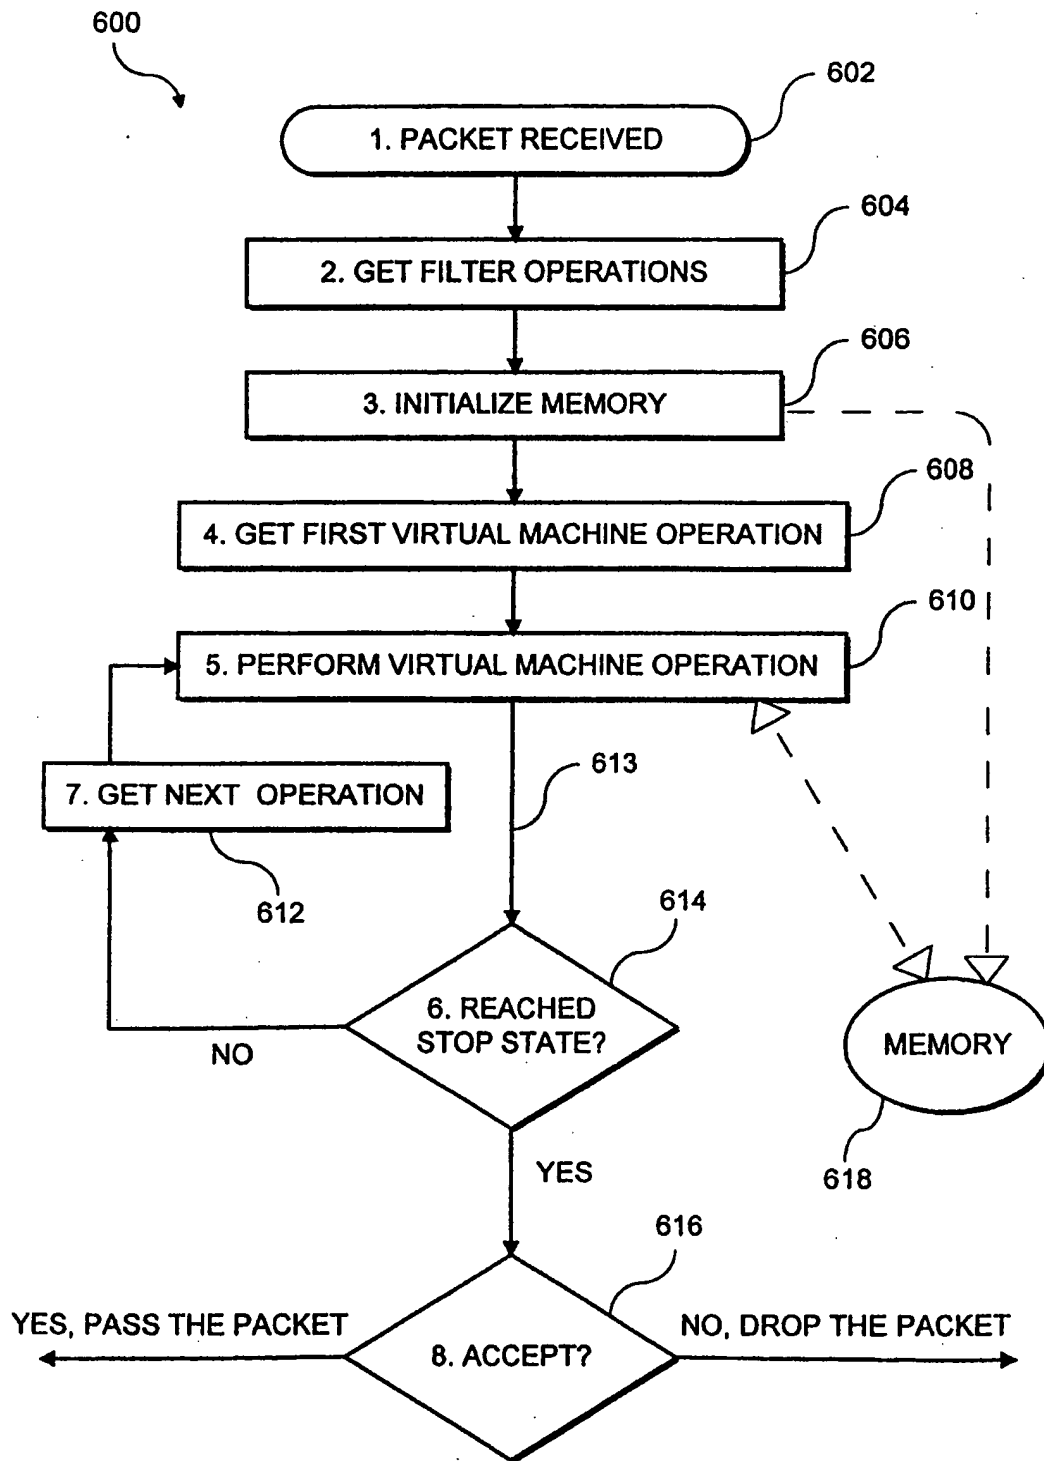 600
602
1. PACKET RECEIVED
604
2. GET FILTER OPERATIONS
606
3. INITIALIZE MEMORY
608
4. GET FIRST VIRTUAL MACHINE OPERATION
610
5. PERFORM VIRTUAL MACHINE OPERATION
613
7. GET NEXT OPERATION
612
614
6. REACHED
STOP STATE?
MEMORY
NO
618
YES
616
YES, PASS THE PACKET
NO, DROP THE PACKET
8. ACCEPT?